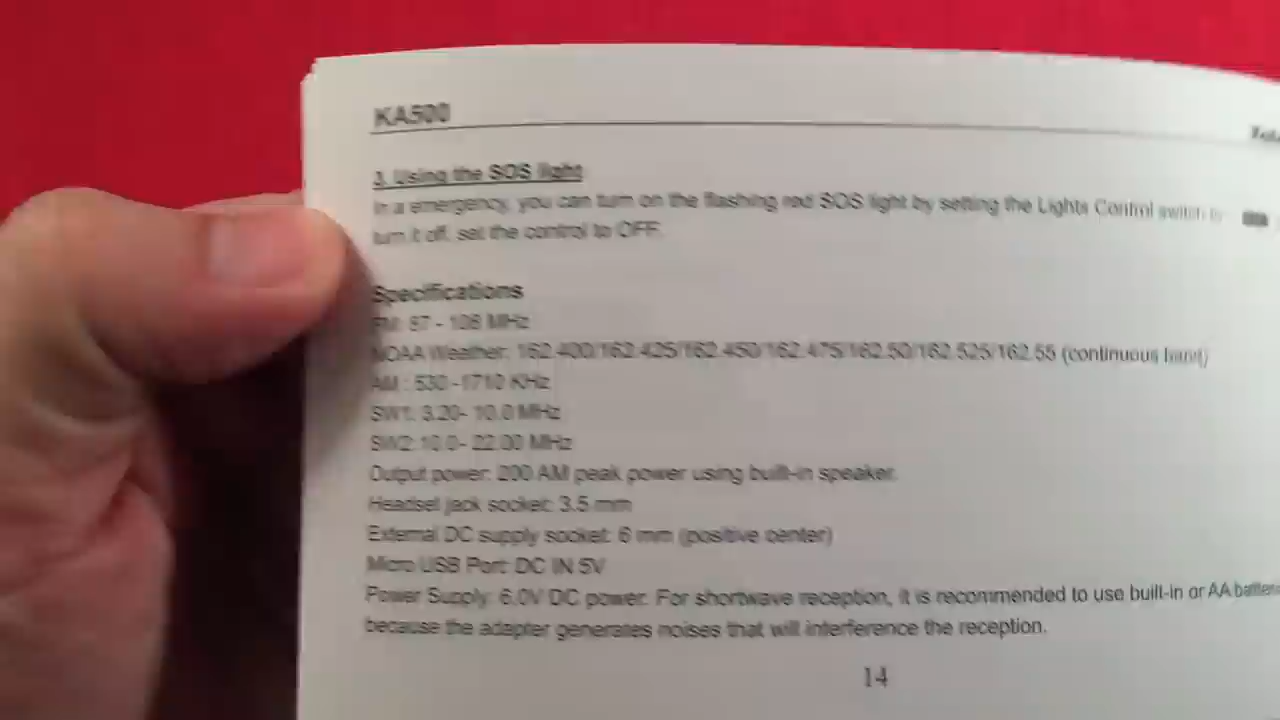 KA500
3. Using the SOS light
In a emergency, you can turn on the flashing red SOS light by setting the Lights Control switch
turn it off, set the control to OFF.
Specifications
FM: 87 - 108 MHz
NOAA Weather: 162.400/162.425/162.450/162.475/162.50/162.525/162.55 (continuous band)
AM : 530 -1710 KHz
SW1: 3.20- 10.0 MHz
SW2: 10.0- 22.00 MHz
Output power: 200 AM peak power using built-in speaker.
Headset jack socket: 3.5 mm
External DC supply socket: 6 mm (positive center)
Micro USB Port: DC IN 5V
Power Supply: 6.0V DC power. For shortwave reception, it is recommended to use built-in or AA
because the adapter generates noises that will interference the reception.
14